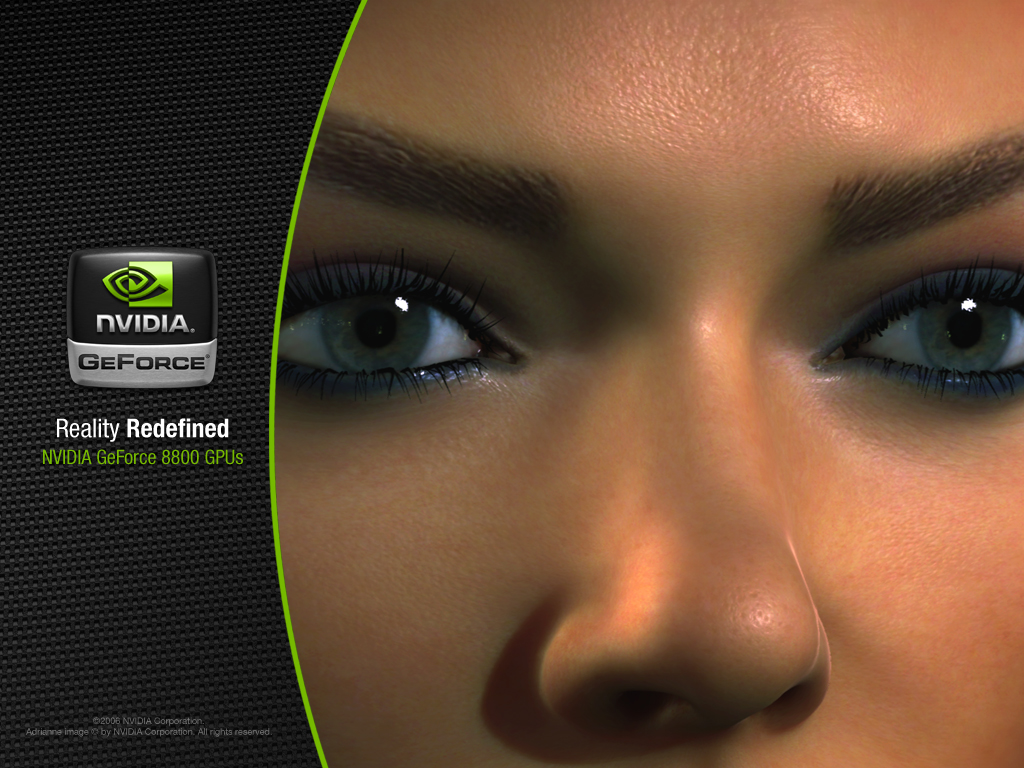 NVIDIA®
GEFORCE®
Reality Redefined
NVIDIA GeForce 8800 GPUs
©2006 NVIDIA Corporation.
Adrianne image © by NVIDIA Corporation. All rights reserved.